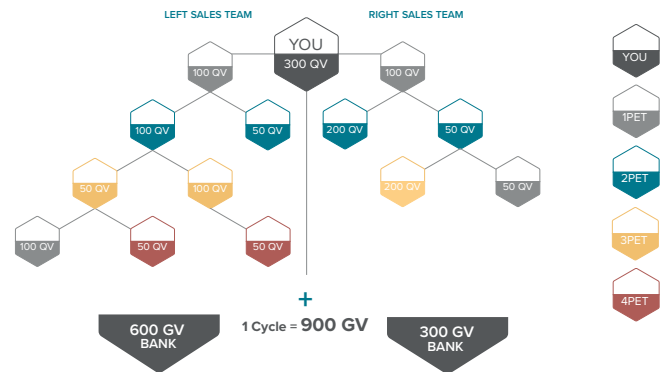 LEFT SALES TEAM
RIGHT SALES TEAM
YOU
300 QV
100 QV
100 QV
100 QV
50 QV
200 QV
50 QV
50 QV
100 QV
200 QV
50 QV
100 QV
50 QV
50 QV
YOU
1PET
2PET
3PET
4PET
+
1 Cycle = 900 GV
600 GV
BANK
300 GV
BANK